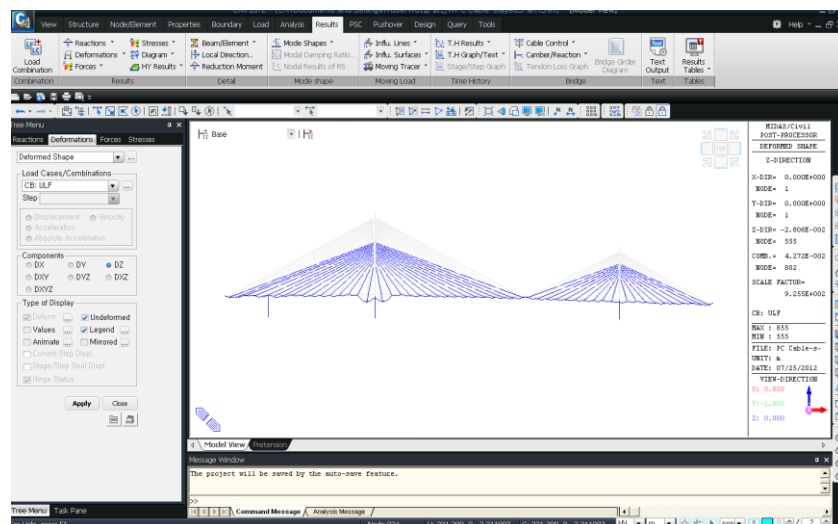 View Structure Node/Element Properties Boundary Load Analysis Results PSC Pushover Design Query Tools Help
Load Combination
Reactions Stresses
Deformations Diagram
Forces HY Results
Beam/Element
Local Direction...
Reduction Moment
Mode Shapes
Modal Damping Ratio...
Nodal Results of RS
Influ. Lines
Influ. Surfaces
Moving Tracer
T.H Results
T.H Graph/Text
Stage/Step Graph
Cable Control
Camber/Reaction
Tendon Loss Graph
Bridge Girder Diagram
Text Output
Results Tables
Combination Results Detail Mode shape Moving Load Time History Bridge Text Tables
Tree Menu
Reactions Deformations Forces Stresses
Deformed Shape
Load Cases/Combinations
CB: ULF
Step
Displacement Velocity
Acceleration
Absolute Acceleration
Components
DX DY DZ
DXY DYZ DXZ
DXYZ
Type of Display
Deform ... Undeformed
Values ... Legend ...
Animate ... Mirrored ...
Current Step Displ.
Stage/Step Real Displ.
Hinge Status
Apply Close
Tree Menu Task Pane
Base
TOP
MIDAS/Civil
POST-PROCESSOR
DEFORMED SHAPE
Z-DIRECTION
X-DIR= 0.000E+000
NODE= 1
Y-DIR= 0.000E+000
NODE= 1
Z-DIR= -2.806E-002
NODE= 555
COMB.= 4.272E-002
NODE= 802
SCALE FACTOR=
9.255E+002
CB: ULF
MAX : 855
MIN : 555
FILE: PC Cable-s~
UNIT: m
DATE: 07/25/2012
VIEW-DIRECTION
X: 0.000
Y:-1.000
Z: 0.000
Model View Pretension
Message Window
The project will be saved by the auto-save feature.
>>
Command Message Analysis Message